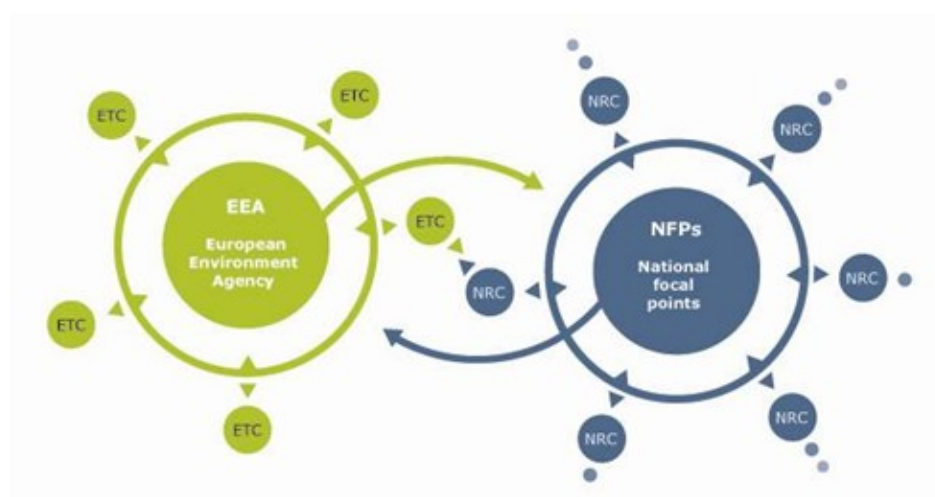 ETC
ETC
EEA
European
Environment
Agency
ETC
ETC
ETC
NRC
NRC
NFPs
National
focal
points
NRC
NRC
NRC
NRC